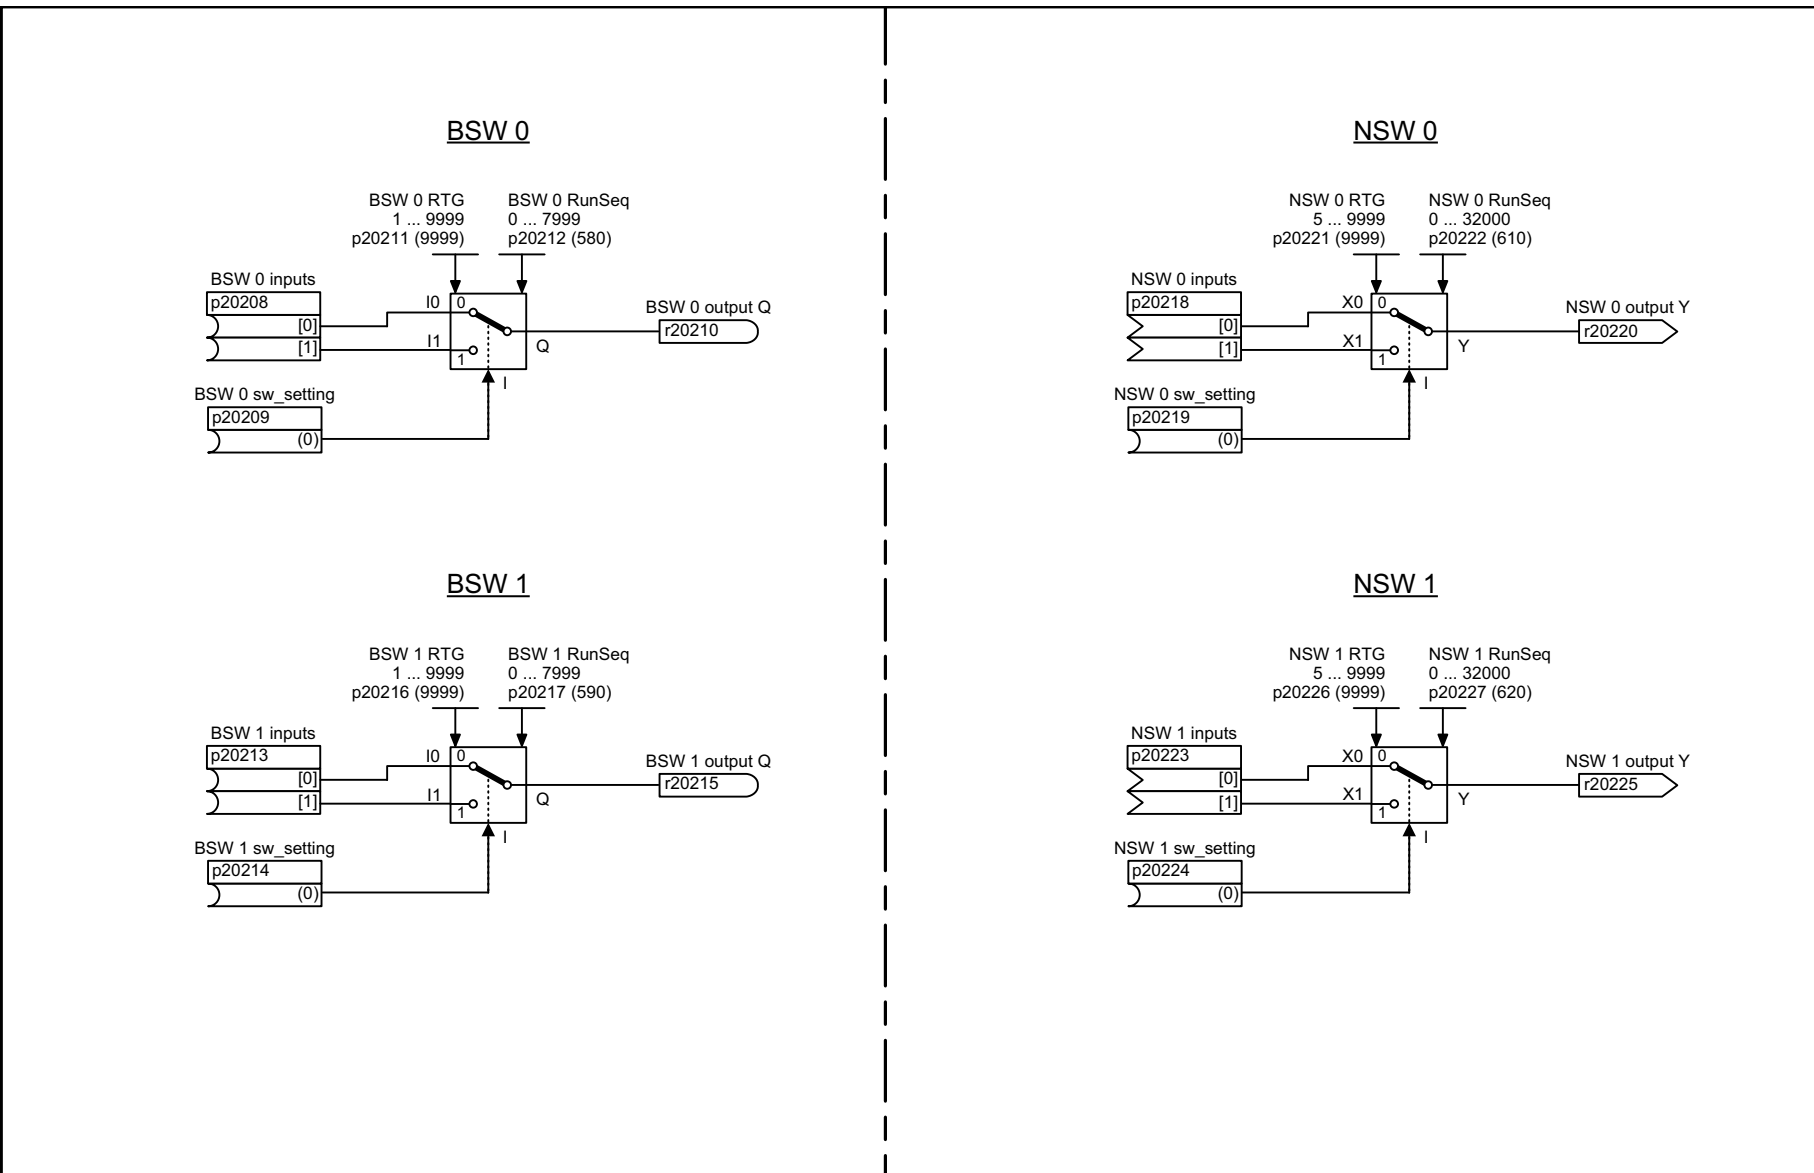 BSW 0
BSW 0 RTG
1 ... 9999
p20211 (9999)
BSW 0 RunSeq
0 ... 7999
p20212 (580)
BSW 0 inputs
p20208
[0]
[1]
I0
0
I1
1
Q
I
BSW 0 output Q
r20210
BSW 0 sw_setting
p20209
(0)
BSW 1
BSW 1 RTG
1 ... 9999
p20216 (9999)
BSW 1 RunSeq
0 ... 7999
p20217 (590)
BSW 1 inputs
p20213
[0]
[1]
I0
0
I1
1
Q
I
BSW 1 output Q
r20215
BSW 1 sw_setting
p20214
(0)
NSW 0
NSW 0 RTG
5 ... 9999
p20221 (9999)
NSW 0 RunSeq
0 ... 32000
p20222 (610)
NSW 0 inputs
p20218
[0]
[1]
X0
0
X1
1
Y
I
NSW 0 output Y
r20220
NSW 0 sw_setting
p20219
(0)
NSW 1
NSW 1 RTG
5 ... 9999
p20226 (9999)
NSW 1 RunSeq
0 ... 32000
p20227 (620)
NSW 1 inputs
p20223
[0]
[1]
X0
0
X1
1
Y
I
NSW 1 output Y
r20225
NSW 1 sw_setting
p20224
(0)